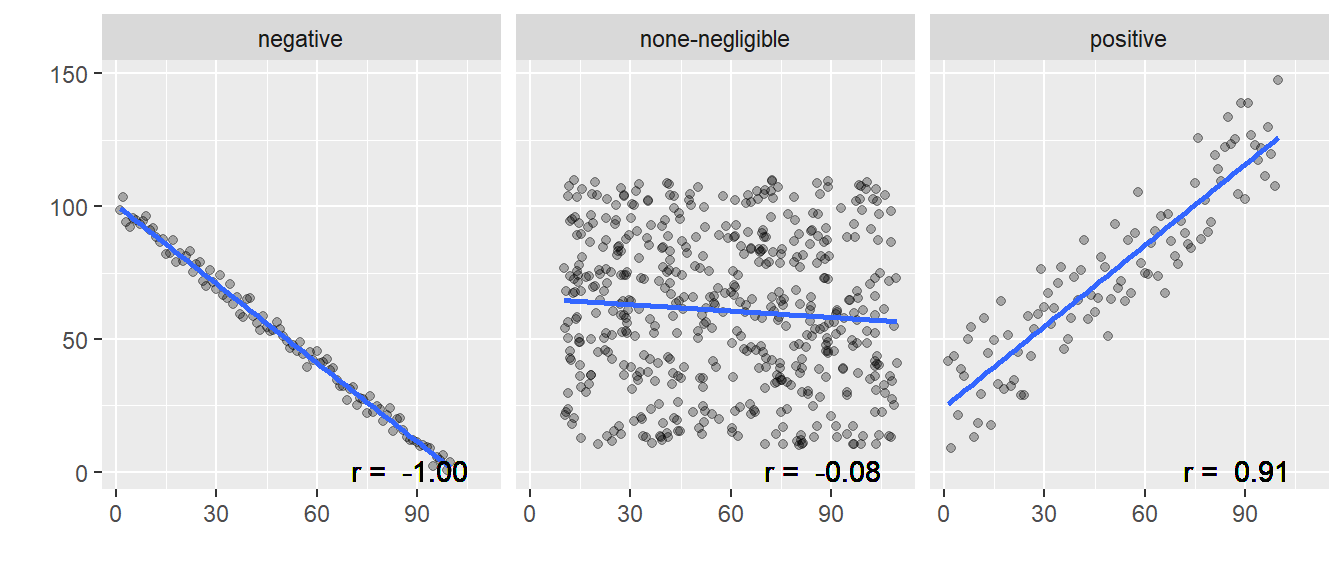 negative none-negligible positive
150
100
50
0
r = -1.00 r = -0.08 r = 0.91
0 30 60 90 0 30 60 90 0 30 60 90